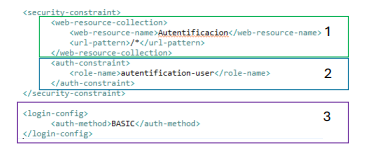 <security-constraint>
<web-resource-collection>
<web-resource-name>Autentificacion</web-resource-name> 1
<url-pattern>/*</url-pattern>
</web-resource-collection>
<auth-constraint>
<role-name>autentification-user</role-name> 2
</auth-constraint>
</security-constraint>
<login-config> 3
<auth-method>BASIC</auth-method>
</login-config>